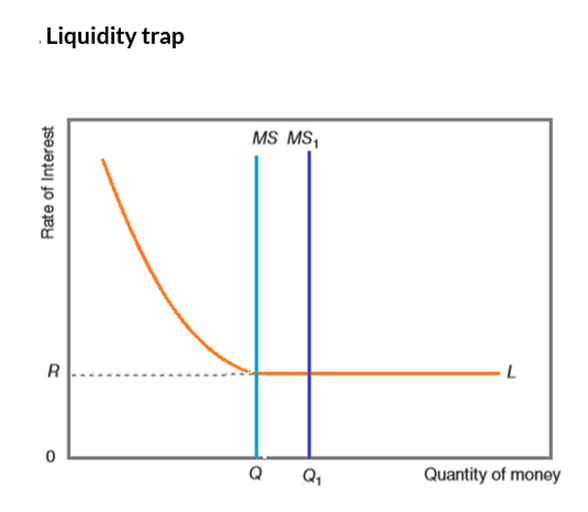 . Liquidity trap
MS MS₁
Rate of Interest
R
L
0
Q
Q₁
Quantity of money